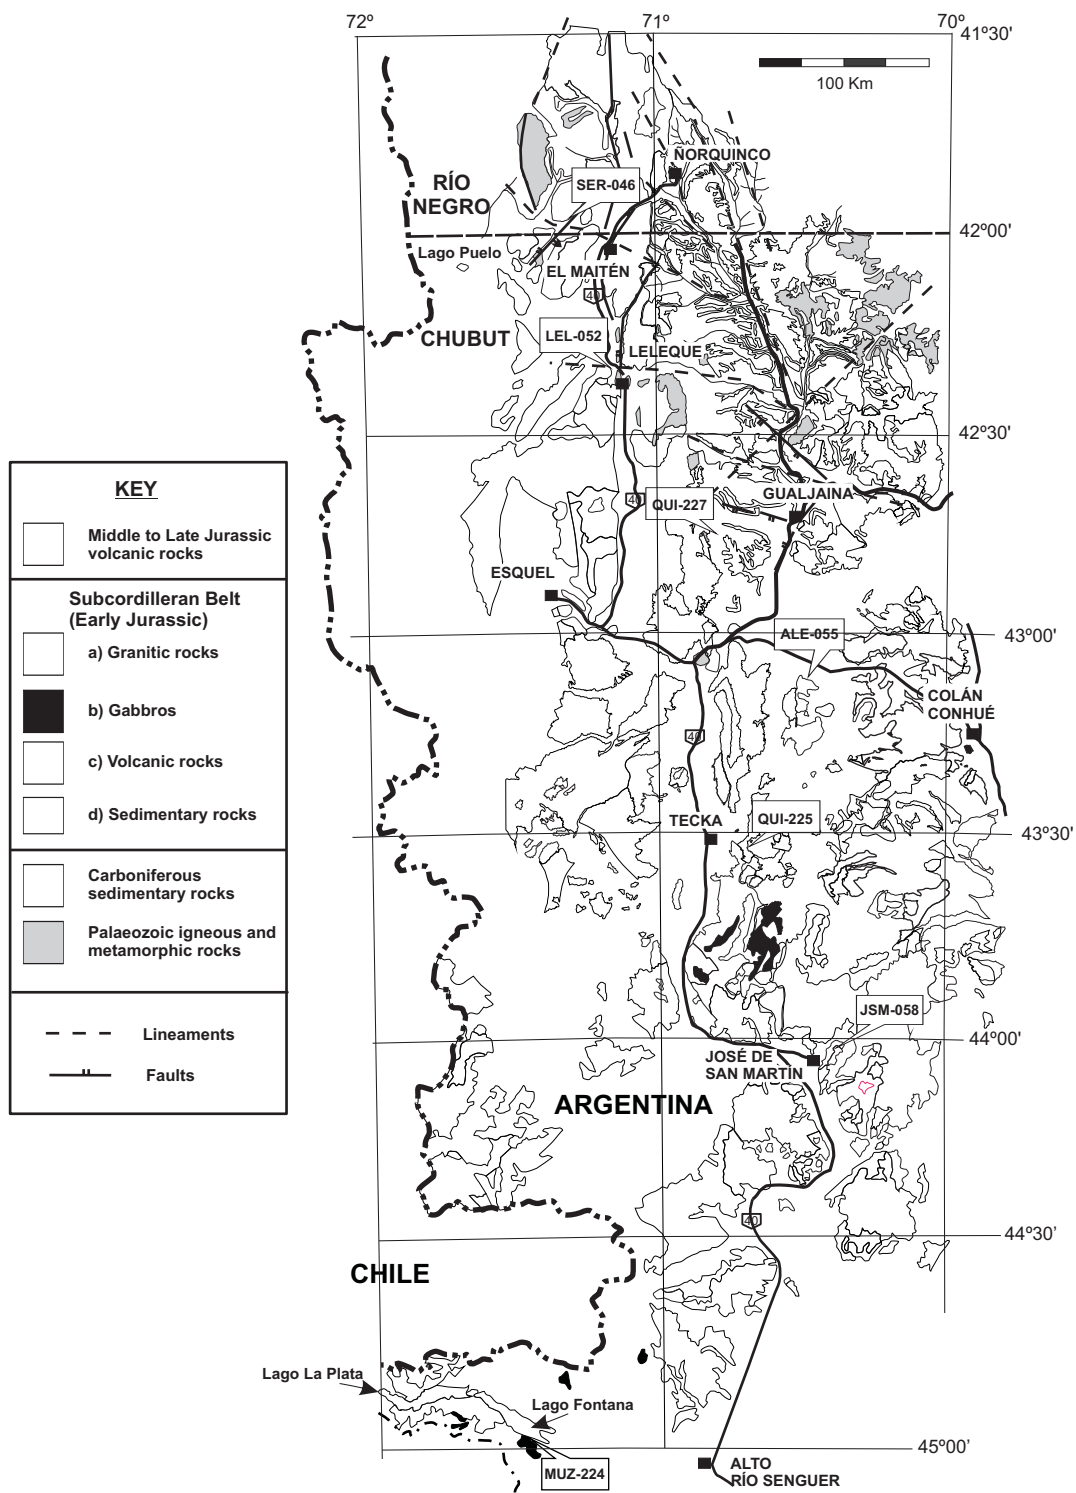 72º
71º
70º
41º30'
100 Km
ÑORQUINCO
SER-046
RÍO
NEGRO
42º00'
Lago Puelo
EL MAITÉN
40
CHUBUT
LEL-052
LELEQUE
42º30'
KEY
Middle to Late Jurassic
volcanic rocks
Subcordilleran Belt
(Early Jurassic)
a) Granitic rocks
b) Gabbros
c) Volcanic rocks
d) Sedimentary rocks
Carboniferous
sedimentary rocks
Palaeozoic igneous and
metamorphic rocks
Lineaments
Faults
GUALJAINA
40
QUI-227
ESQUEL
43º00'
ALE-055
COLÁN
CONHUÉ
40
TECKA
QUI-225
43º30'
JSM-058
44º00'
JOSÉ DE
SAN MARTÍN
ARGENTINA
40
44º30'
CHILE
Lago La Plata
Lago Fontana
45º00'
MUZ-224
ALTO
RÍO SENGUER